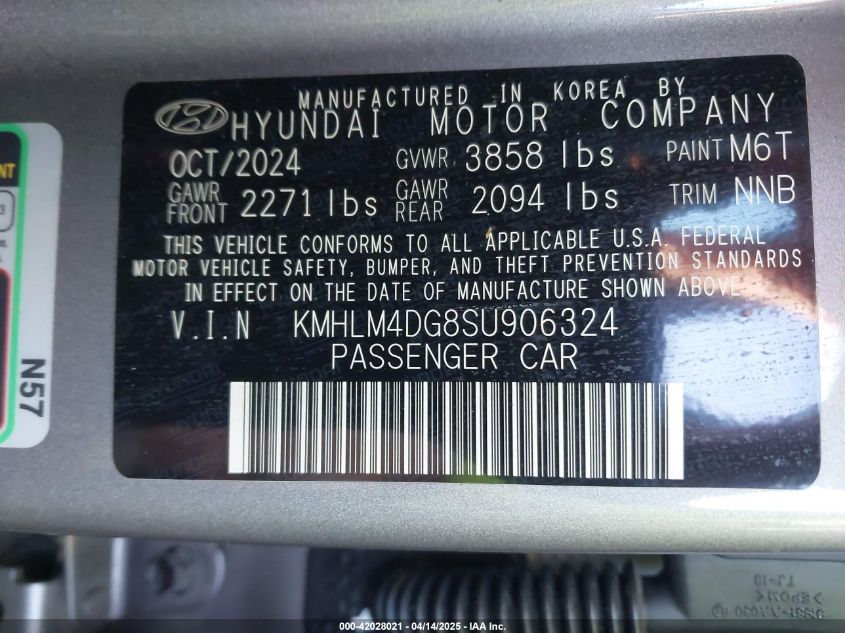 MANUFACTURED IN KOREA BY
HYUNDAI MOTOR COMPANY
OCT/2024 GVWR 3858 lbs PAINT M6T
GAWR FRONT 2271 lbs GAWR REAR 2094 lbs TRIM NNB
THIS VEHICLE CONFORMS TO ALL APPLICABLE U.S.A. FEDERAL
MOTOR VEHICLE SAFETY, BUMPER, AND THEFT PREVENTION STANDARDS
IN EFFECT ON THE DATE OF MANUFACTURE SHOWN ABOVE
V.I.N KMHLM4DG8SU906324
PASSENGER CAR
N57
TJ-13
>EPDM<
000-42028021 - 04/14/2025 - IAA Inc.